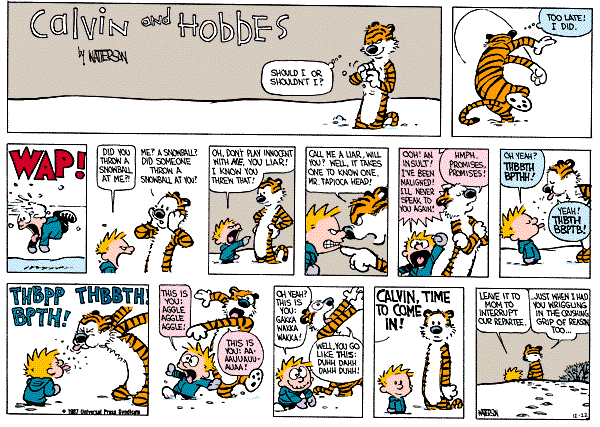 Calvin and Hobbes
by WATTERSON
SHOULD I OR
SHOULDN'T I?
TOO LATE!
I DID.
WAP!
DID YOU
THROW A
SNOWBALL
AT ME?!
ME? A SNOWBALL?
DID SOMEONE
THROW A
SNOWBALL AT YOU?
OH, DON'T PLAY INNOCENT
WITH ME, YOU LIAR!
I KNOW YOU
THREW THAT!
CALL ME A LIAR, WILL
YOU? WELL, IT TAKES
ONE TO KNOW ONE,
MR. TAPIOCA HEAD!
OOH! AN
INSULT!
I'VE BEEN
MALIGNED!
I'LL NEVER
SPEAK TO
YOU AGAIN!
HMPH.
PROMISES,
PROMISES!
OH YEAH?
THBBTH
BPTH!
YEAH!
THBTH
BBPTB!
THBPP THBBTH!
BPTH!
THIS IS
YOU:
AGGLE
AGGLE
AGGLE!
THIS IS
YOU: AA-
AAUUAUU-
AUAA!
OH YEAH?
THIS IS
YOU:
GAKKA
WAKKA
WAKKA!
WELL, YOU GO
LIKE THIS:
DUHH DAHH
DAHH DUHH!
CALVIN, TIME
TO COME
IN!
LEAVE IT TO
MOM TO
INTERRUPT
OUR REPARTEE.
...JUST WHEN I HAD
YOU WRIGGLING
IN THE CRUSHING
GRIP OF REASON
TOO...
© 1987 Universal Press Syndicate
WATTERSON
12-27